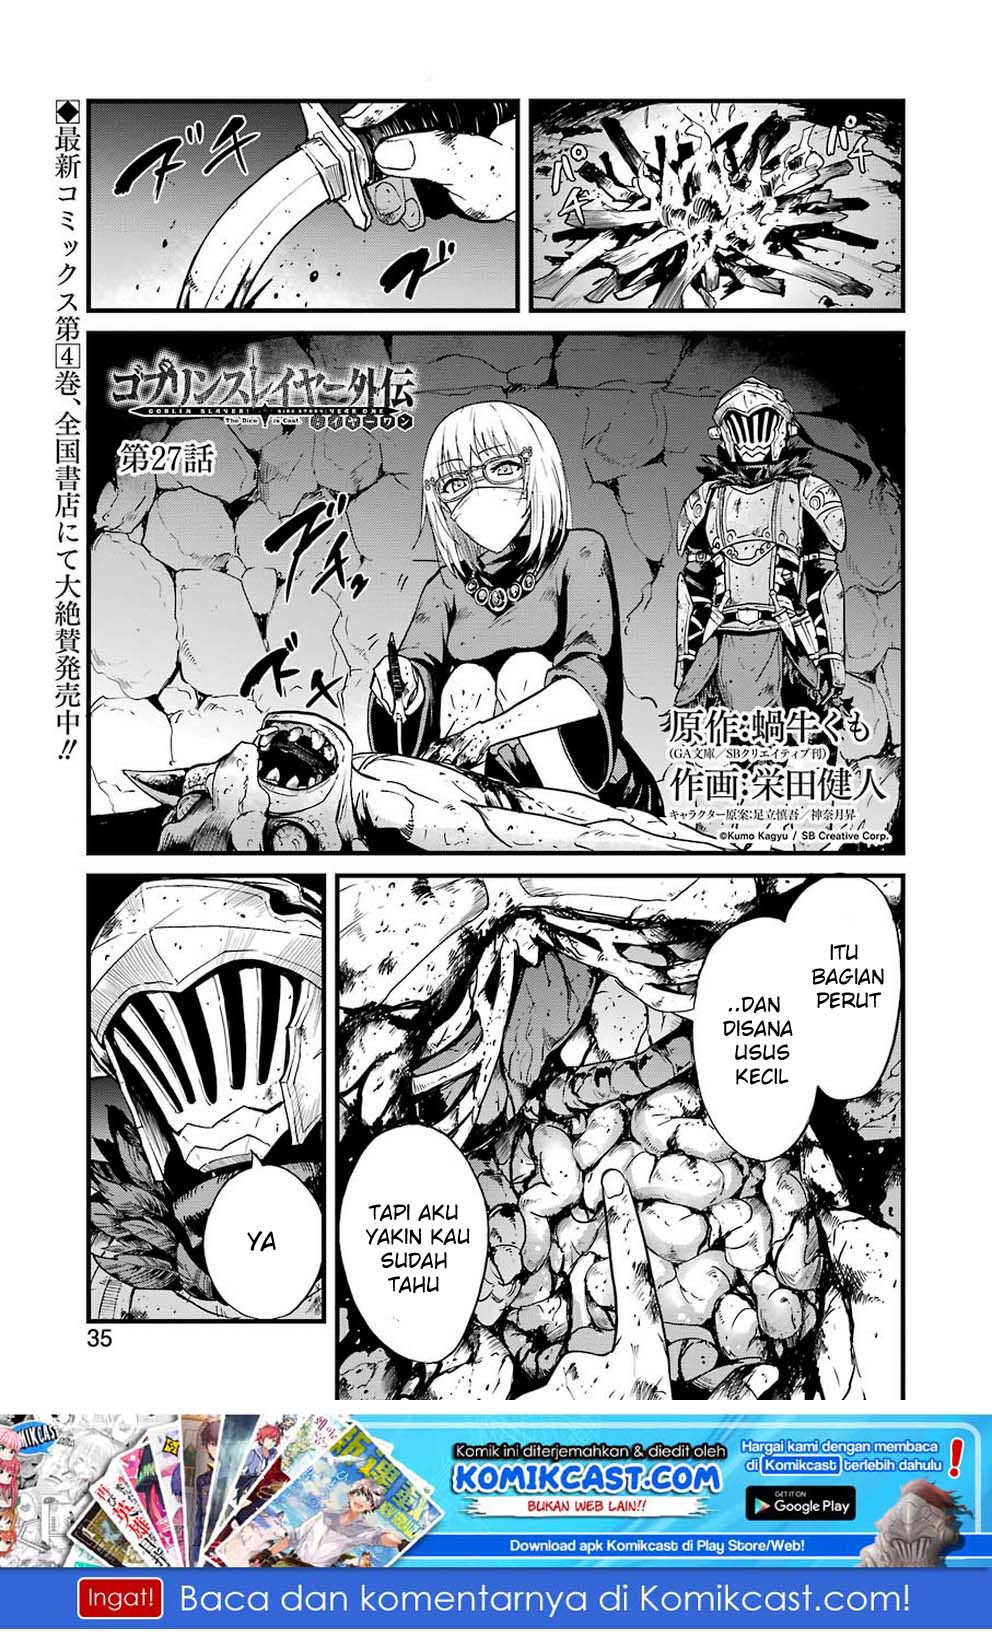 ◆最新コミックス第4巻、全国書店にて大絶賛発売中!!
パチ
パチ
ブチ
ブチ
ゴブリンスレイヤー外伝
GOBLIN SLAYER! SIDE STORY: YEAR ONE
The Dice is Cast.
イヤーワン
第27話
ブチ
ブチッ
原作:蝸牛くも
(GA文庫/SBクリエイティブ刊)
作画:栄田健人
キャラクター原案:足立慎吾/神奈月昇
©Kumo Kagyu / SB Creative Corp.
ITU
BAGIAN
PERUT
..DAN
DISANA
USUS
KECIL
TAPI AKU
YAKIN KAU
SUDAH
TAHU
YA
35
Komik ini diterjemahkan & diedit oleh
KOMIKCAST.COM
BUKAN WEB LAIN!!
Hargai kami dengan membaca
di Komikcast terlebih dahulu !
GET IT ON
Google Play
Download apk Komikcast di Play Store/Web!
Ingat! Baca dan komentarnya di Komikcast.com!